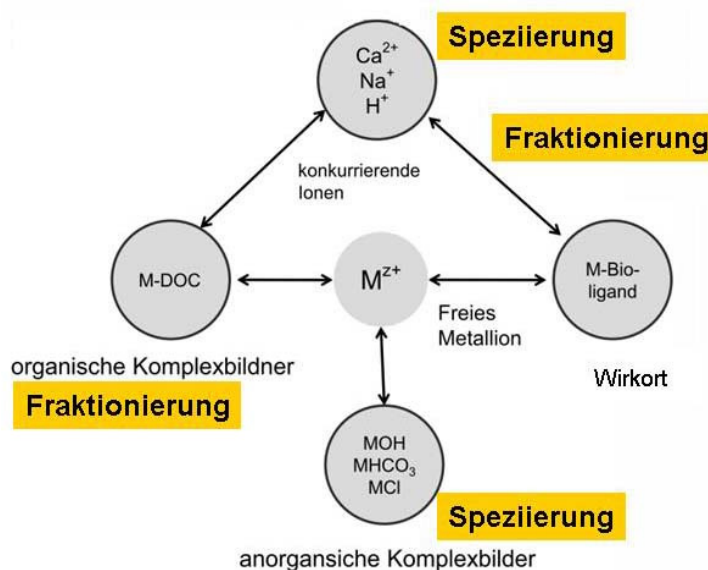 Speziierung
Ca²⁺
Na⁺
H⁺
Fraktionierung
konkurrierende
Ionen
M-DOC
M^z+
M-Bio-
ligand
Freies
Metallion
organische Komplexbildner
Wirkort
Fraktionierung
MOH
MHCO₃
MCl
Speziierung
anorgansiche Komplexbilder